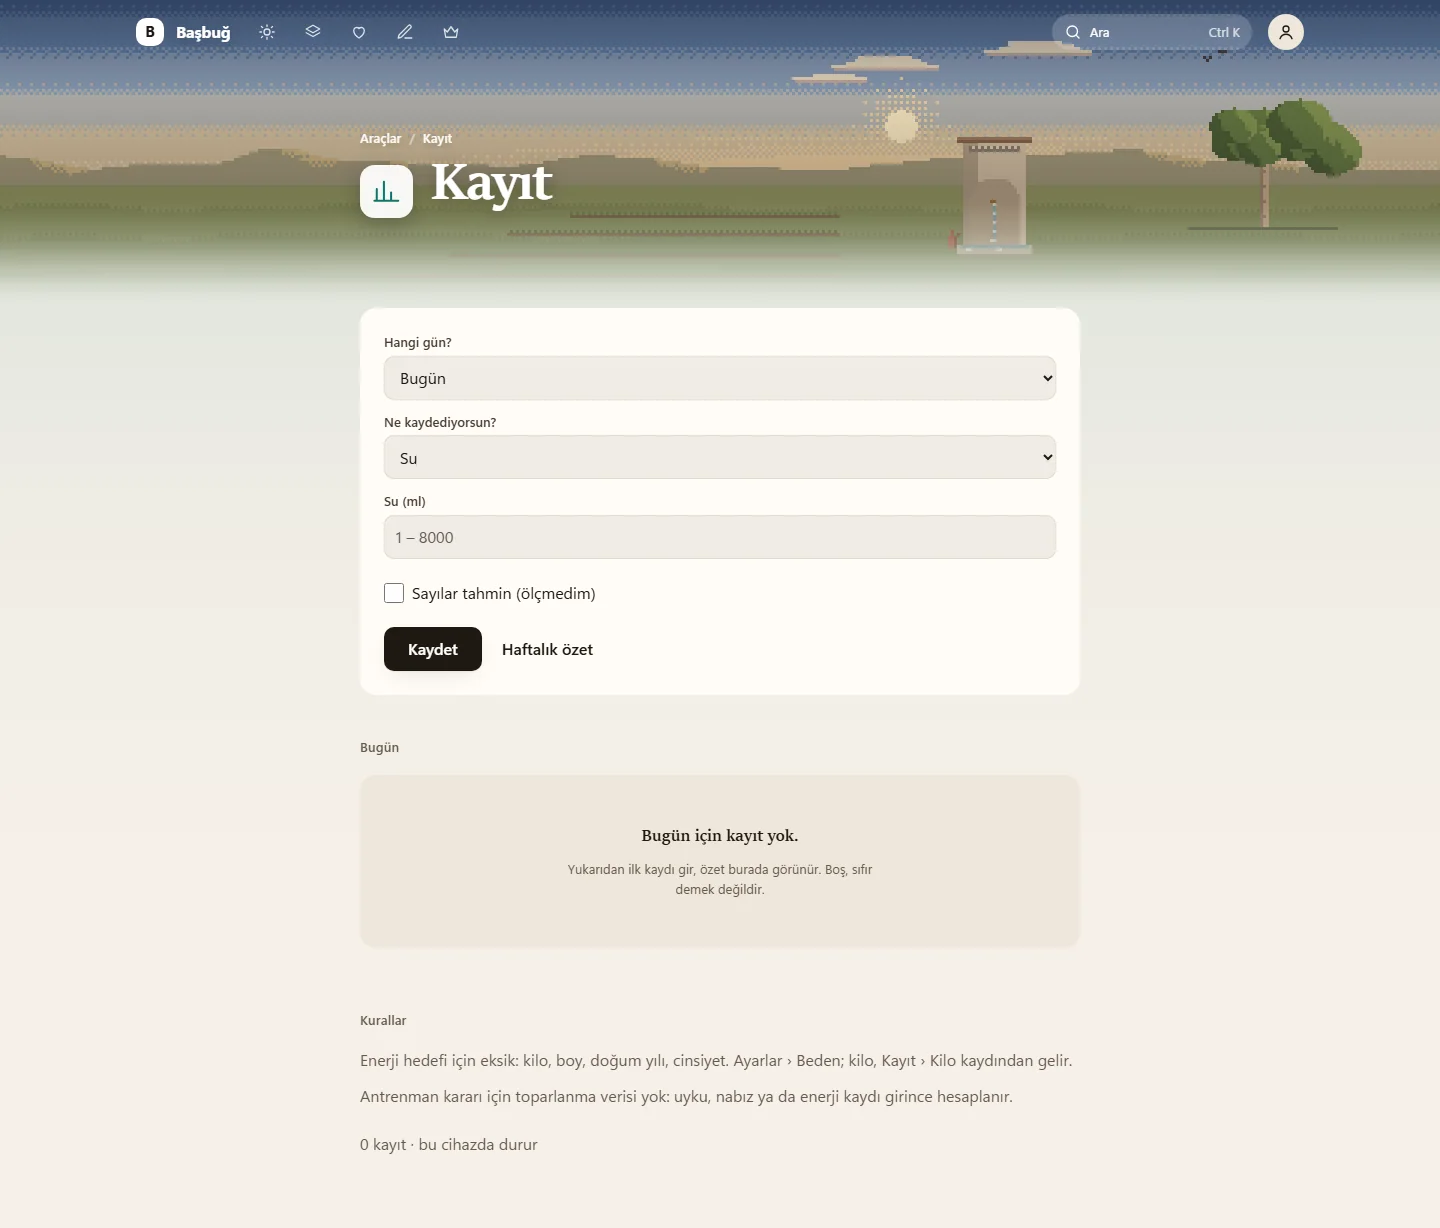 B Başbuğ Ara Ctrl K
Araçlar / Kayıt
Kayıt
Hangi gün?
Bugün
Ne kaydediyorsun?
Su
Su (ml)
1 – 8000
Sayılar tahmin (ölçmedim)
Kaydet Haftalık özet
Bugün
Bugün için kayıt yok.
Yukarıdan ilk kaydı gir, özet burada görünür. Boş, sıfır
demek değildir.
Kurallar
Enerji hedefi için eksik: kilo, boy, doğum yılı, cinsiyet. Ayarlar › Beden; kilo, Kayıt › Kilo kaydından gelir.
Antrenman kararı için toparlanma verisi yok: uyku, nabız ya da enerji kaydı girince hesaplanır.
0 kayıt · bu cihazda durur